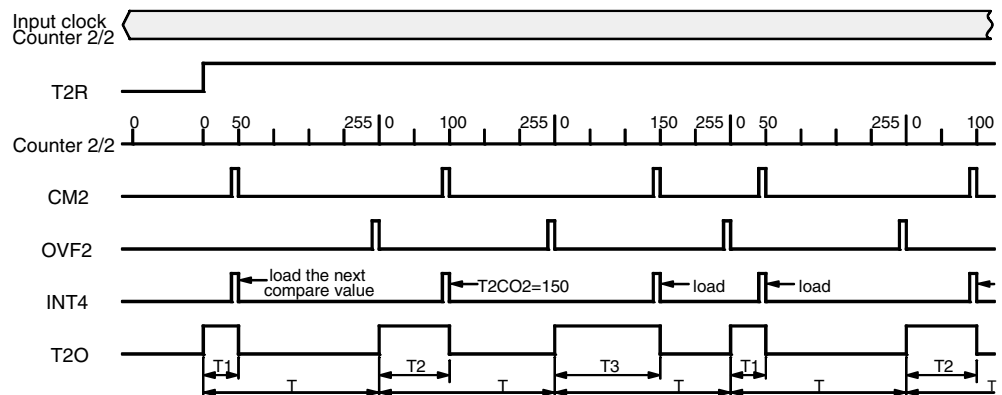 Input clock
Counter 2/2
T2R
0 0 50 255 0 100 255 0 150 255 0 50 255 0 100
Counter 2/2
CM2
OVF2
load the next
compare value
T2CO2=150
load
load
INT4
T2O
T1 T2 T3 T1 T2
T T T T T